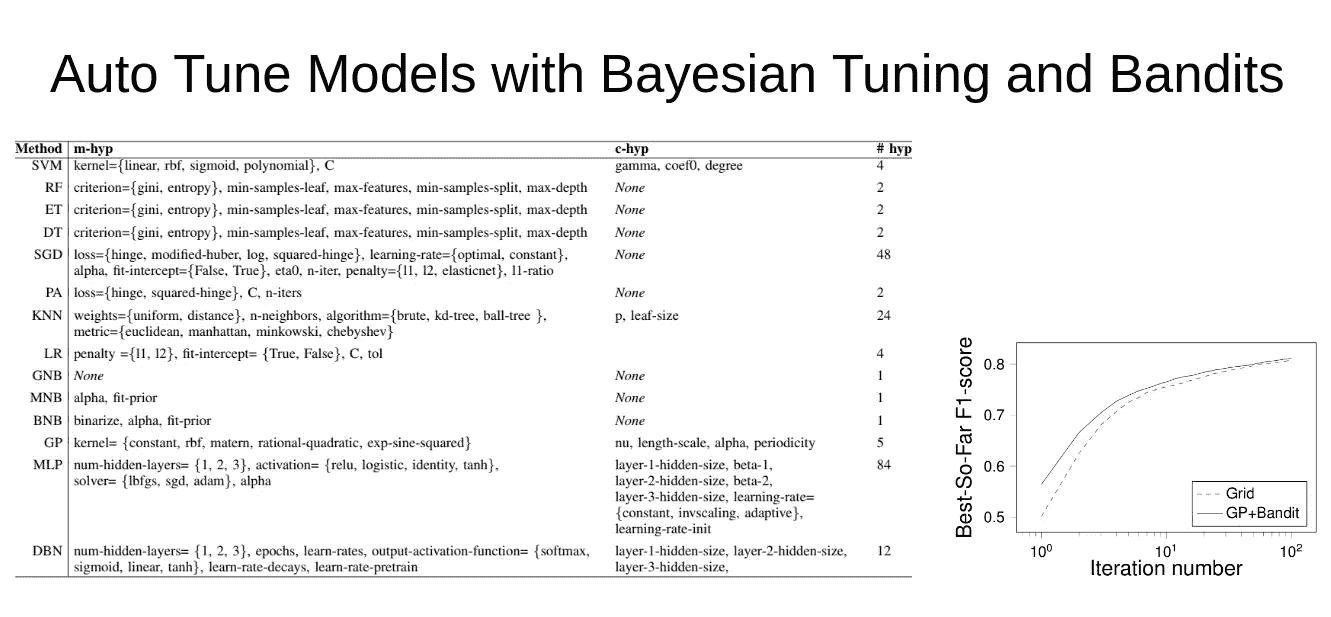 Auto Tune Models with Bayesian Tuning and Bandits
Method m-hyp c-hyp # hyp
SVM kernel={linear, rbf, sigmoid, polynomial}, C gamma, coef0, degree 4
RF criterion={gini, entropy}, min-samples-leaf, max-features, min-samples-split, max-depth None 2
ET criterion={gini, entropy}, min-samples-leaf, max-features, min-samples-split, max-depth None 2
DT criterion={gini, entropy}, min-samples-leaf, max-features, min-samples-split, max-depth None 2
SGD loss={hinge, modified-huber, log, squared-hinge}, learning-rate={optimal, constant}, None 48
alpha, fit-intercept={False, True}, eta0, n-iter, penalty={l1, l2, elasticnet}, l1-ratio
PA loss={hinge, squared-hinge}, C, n-iters None 2
KNN weights={uniform, distance}, n-neighbors, algorithm={brute, kd-tree, ball-tree }, p, leaf-size 24
metric={euclidean, manhattan, minkowski, chebyshev}
LR penalty ={l1, l2}, fit-intercept= {True, False}, C, tol 4
GNB None None 1
MNB alpha, fit-prior None 1
BNB binarize, alpha, fit-prior None 1
GP kernel= {constant, rbf, matern, rational-quadratic, exp-sine-squared} nu, length-scale, alpha, periodicity 5
MLP num-hidden-layers= {1, 2, 3}, activation= {relu, logistic, identity, tanh}, layer-1-hidden-size, beta-1, 84
solver= {lbfgs, sgd, adam}, alpha layer-2-hidden-size, beta-2,
layer-3-hidden-size, learning-rate=
{constant, invscaling, adaptive},
learning-rate-init
DBN num-hidden-layers= {1, 2, 3}, epochs, learn-rates, output-activation-function= {softmax, layer-1-hidden-size, layer-2-hidden-size, 12
sigmoid, linear, tanh}, learn-rate-decays, learn-rate-pretrain layer-3-hidden-size,
Best-So-Far F1-score
0.8
0.7
0.6
0.5
Grid
GP+Bandit
10⁰ 10¹ 10²
Iteration number